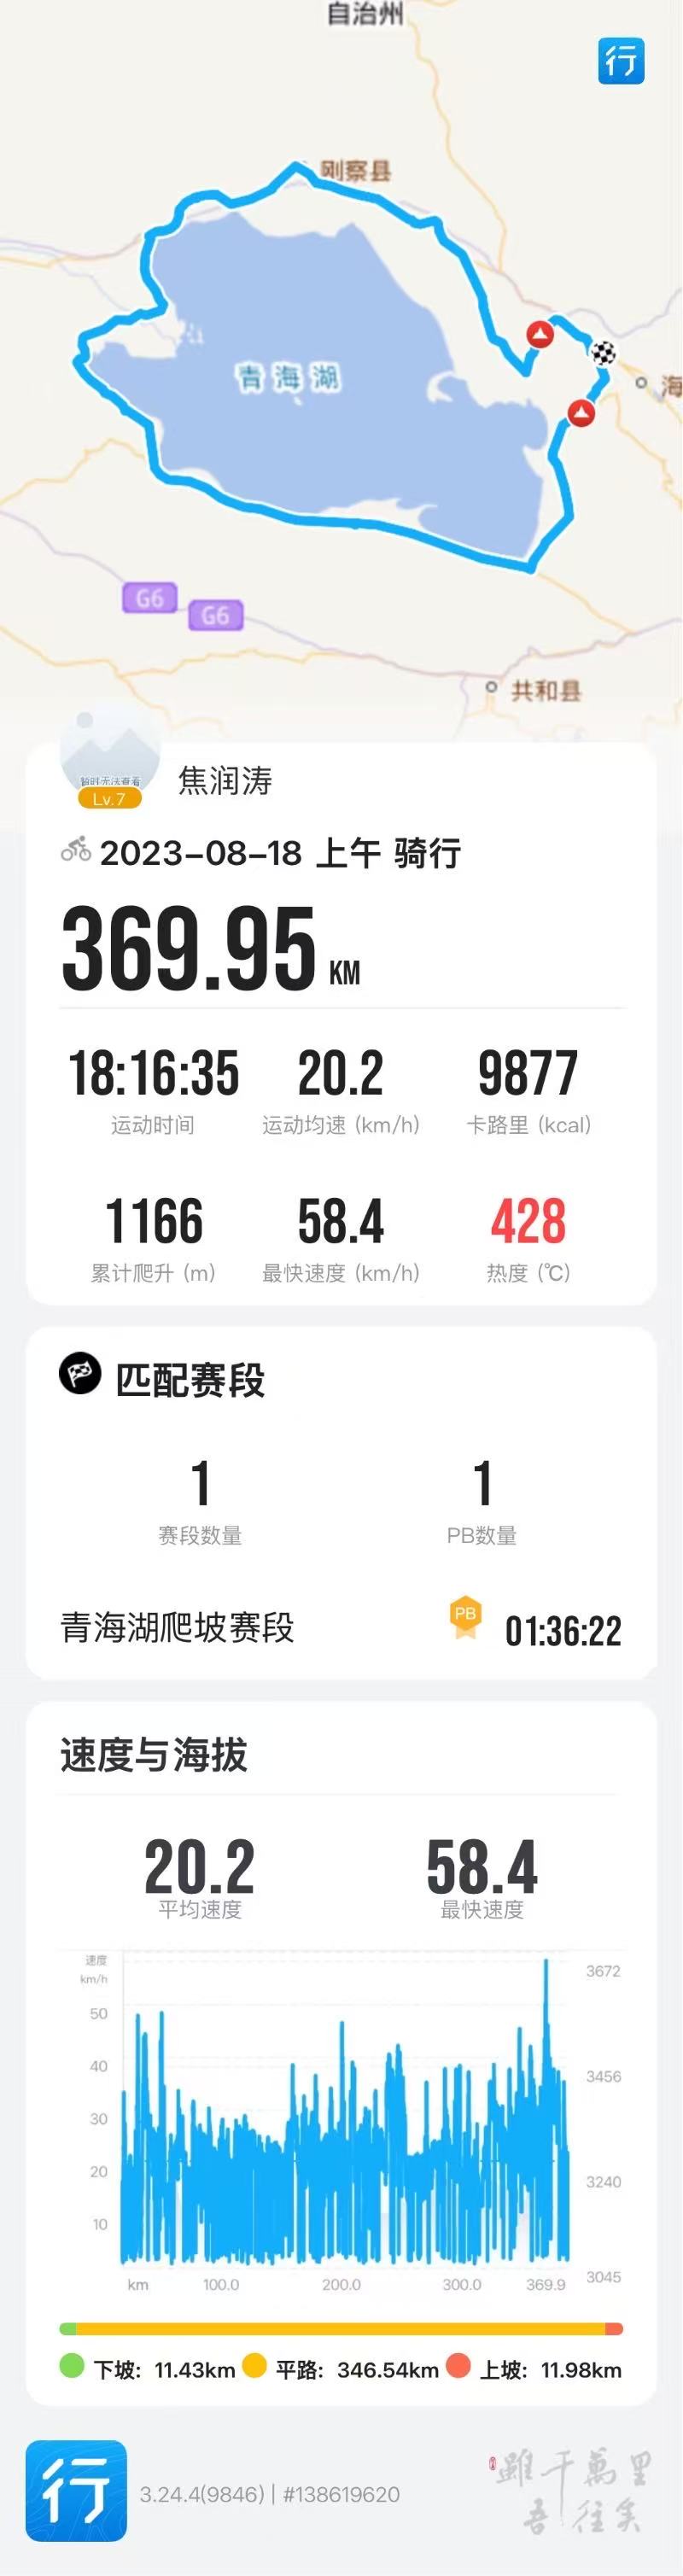 自治州
行
刚察县
青海湖
海
G6
G6
共和县
暂时无法查看
Lv.7
焦润涛
2023-08-18 上午 骑行
369.95 KM
18:16:35 20.2 9877
运动时间 运动均速 (km/h) 卡路里 (kcal)
1166 58.4 428
累计爬升 (m) 最快速度 (km/h) 热度 (℃)
匹配赛段
1 1
赛段数量 PB数量
青海湖爬坡赛段 PB 01:36:22
速度与海拔
20.2 58.4
平均速度 最快速度
速度
km/h
3672
50
40
3456
30
20
3240
10
3045
km 100.0 200.0 300.0 369.9
下坡: 11.43km 平路: 346.54km 上坡: 11.98km
行 3.24.4(9846) | #138619620
雖千萬里
吾往矣